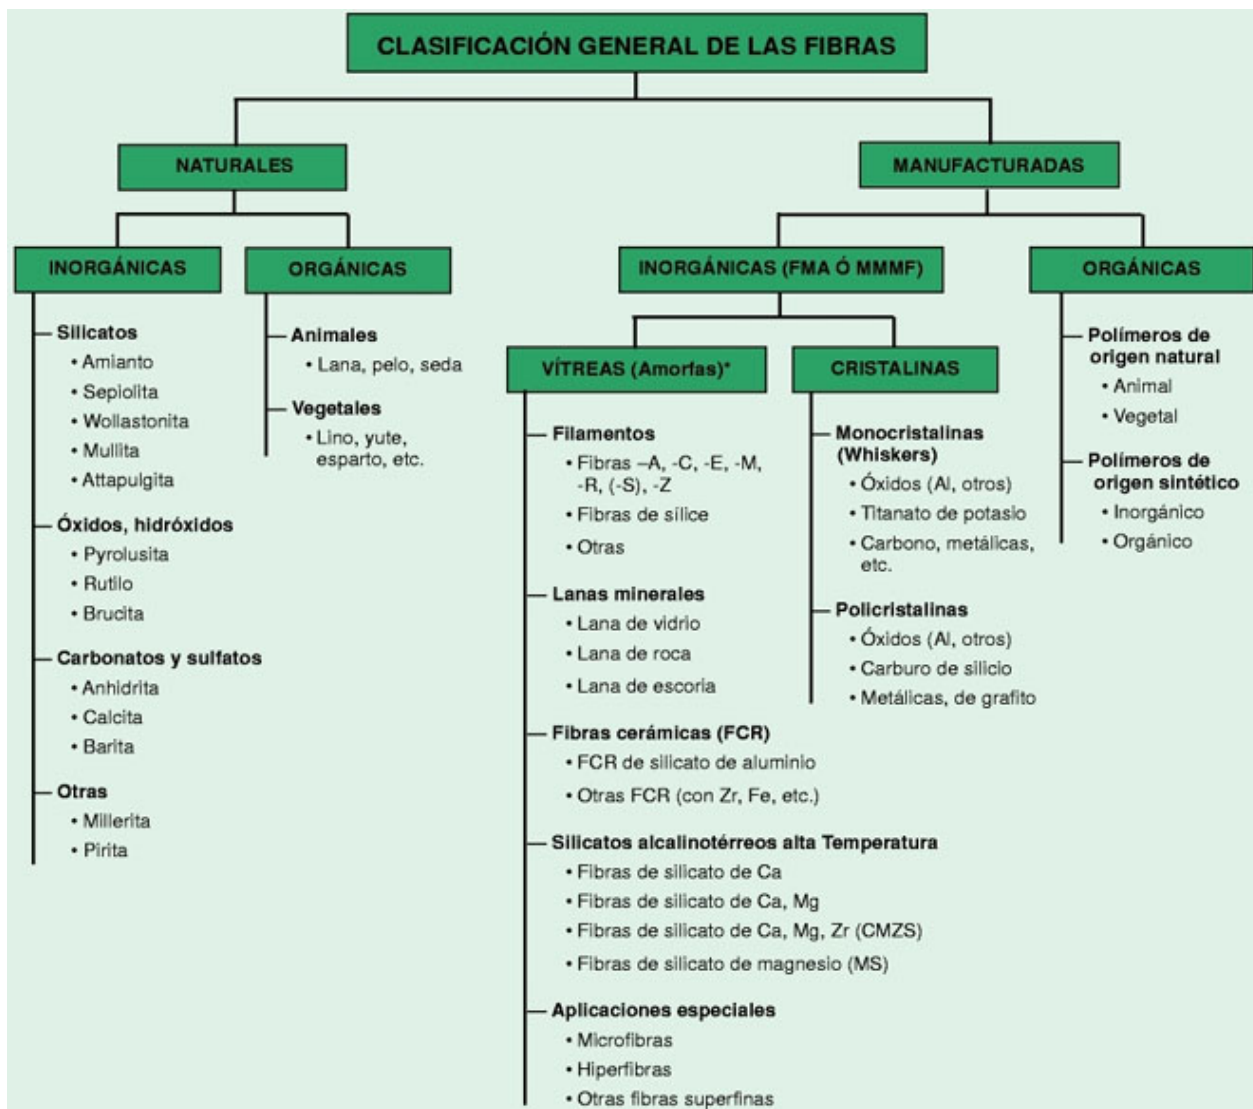 CLASIFICACIÓN GENERAL DE LAS FIBRAS
NATURALES
INORGÁNICAS
Silicatos
• Amianto
• Sepiolita
• Wollastonita
• Mullita
• Attapulgita
Óxidos, hidróxidos
• Pyrolusita
• Rutilo
• Brucita
Carbonatos y sulfatos
• Anhidrita
• Calcita
• Barita
Otras
• Millerita
• Pirita
ORGÁNICAS
Animales
• Lana, pelo, seda
Vegetales
• Lino, yute,
esparto, etc.
MANUFACTURADAS
INORGÁNICAS (FMA Ó MMMF)
VÍTREAS (Amorfas)*
Filamentos
• Fibras –A, -C, -E, -M,
-R, (-S), -Z
• Fibras de sílice
• Otras
Lanas minerales
• Lana de vidrio
• Lana de roca
• Lana de escoria
Fibras cerámicas (FCR)
• FCR de silicato de aluminio
• Otras FCR (con Zr, Fe, etc.)
Silicatos alcalinotérreos alta Temperatura
• Fibras de silicato de Ca
• Fibras de silicato de Ca, Mg
• Fibras de silicato de Ca, Mg, Zr (CMZS)
• Fibras de silicato de magnesio (MS)
Aplicaciones especiales
• Microfibras
• Hiperfibras
• Otras fibras superfinas
CRISTALINAS
Monocristalinas
(Whiskers)
• Óxidos (Al, otros)
• Titanato de potasio
• Carbono, metálicas,
etc.
Policristalinas
• Óxidos (Al, otros)
• Carburo de silicio
• Metálicas, de grafito
ORGÁNICAS
Polímeros de
origen natural
• Animal
• Vegetal
Polímeros de
origen sintético
• Inorgánico
• Orgánico